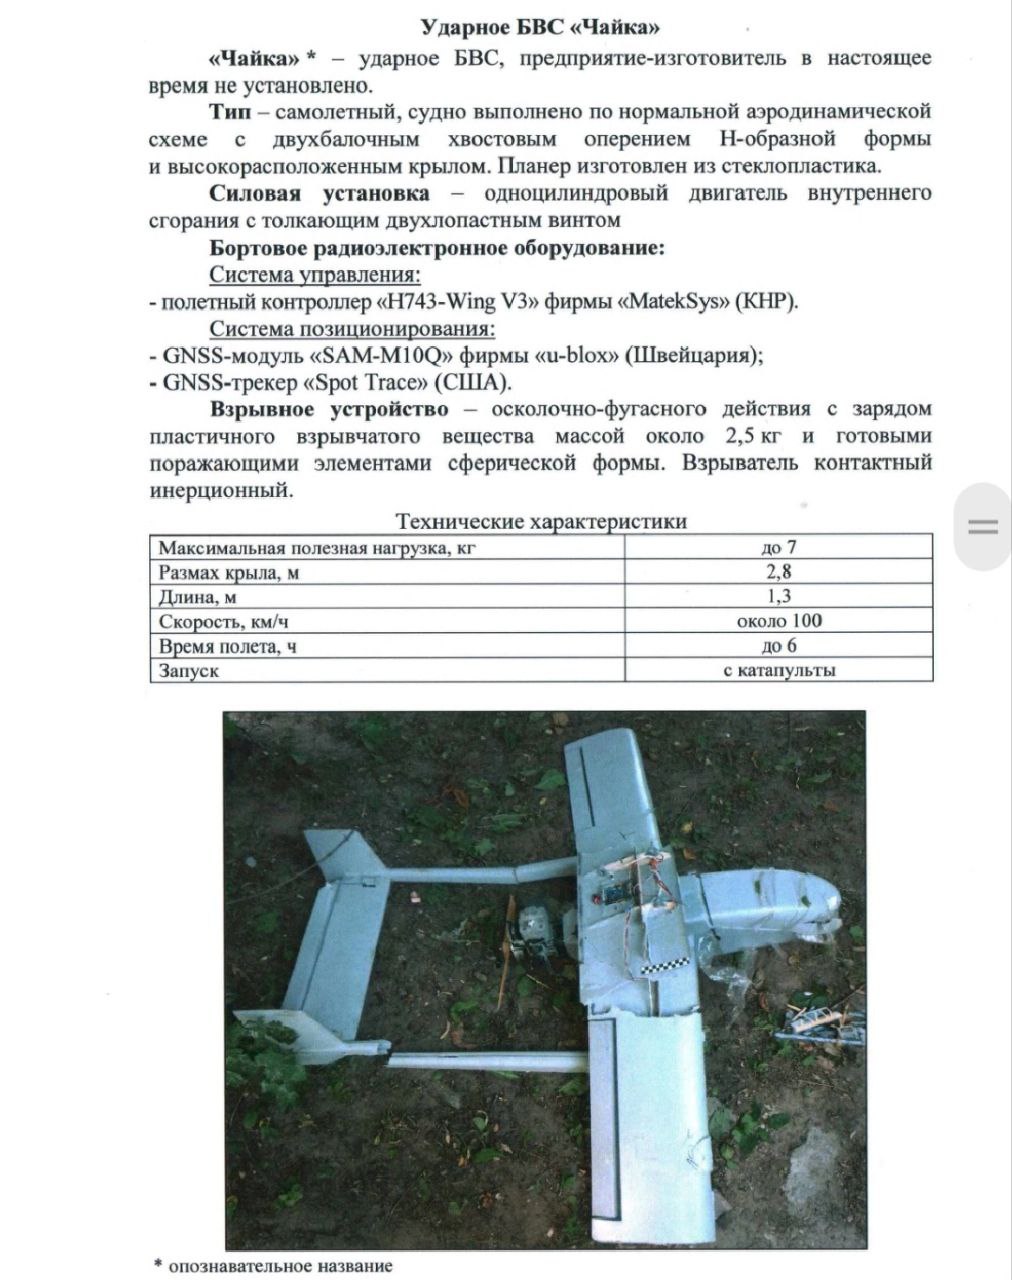 Ударное БВС «Чайка»
«Чайка» * – ударное БВС, предприятие-изготовитель в настоящее
время не установлено.
Тип – самолетный, судно выполнено по нормальной аэродинамической
схеме с двухбалочным хвостовым оперением Н-образной формы
и высокорасположенным крылом. Планер изготовлен из стеклопластика.
Силовая установка – одноцилиндровый двигатель внутреннего
сгорания с толкающим двухлопастным винтом
Бортовое радиоэлектронное оборудование:
Система управления:
- полетный контроллер «H743-Wing V3» фирмы «MatekSys» (КНР).
Система позиционирования:
- GNSS-модуль «SAM-M10Q» фирмы «u-blox» (Швейцария);
- GNSS-трекер «Spot Trace» (США).
Взрывное устройство – осколочно-фугасного действия с зарядом
пластичного взрывчатого вещества массой около 2,5 кг и готовыми
поражающими элементами сферической формы. Взрыватель контактный
инерционный.
Технические характеристики
Максимальная полезная нагрузка, кг до 7
Размах крыла, м 2,8
Длина, м 1,3
Скорость, км/ч около 100
Время полета, ч до 6
Запуск с катапульты
* опознавательное название